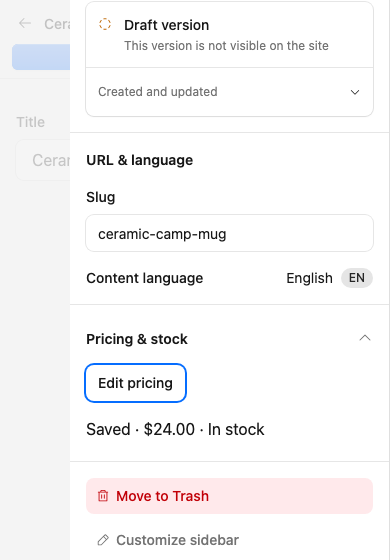 Draft version
This version is not visible on the site
Created and updated
Title
URL & language
Slug
ceramic-camp-mug
Content language English EN
Pricing & stock
Edit pricing
Saved · $24.00 · In stock
Move to Trash
Customize sidebar